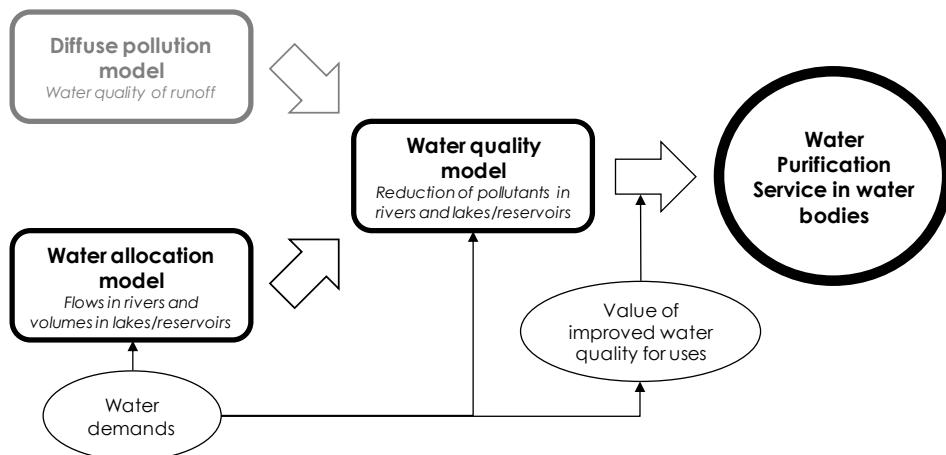 Diffuse pollution
model
Water quality of runoff
Water quality
model
Reduction of pollutants in
rivers and lakes/reservoirs
Water
Purification
Service in water
bodies
Water allocation
model
Flows in rivers and
volumes in lakes/reservoirs
Value of
improved water
quality for uses
Water
demands